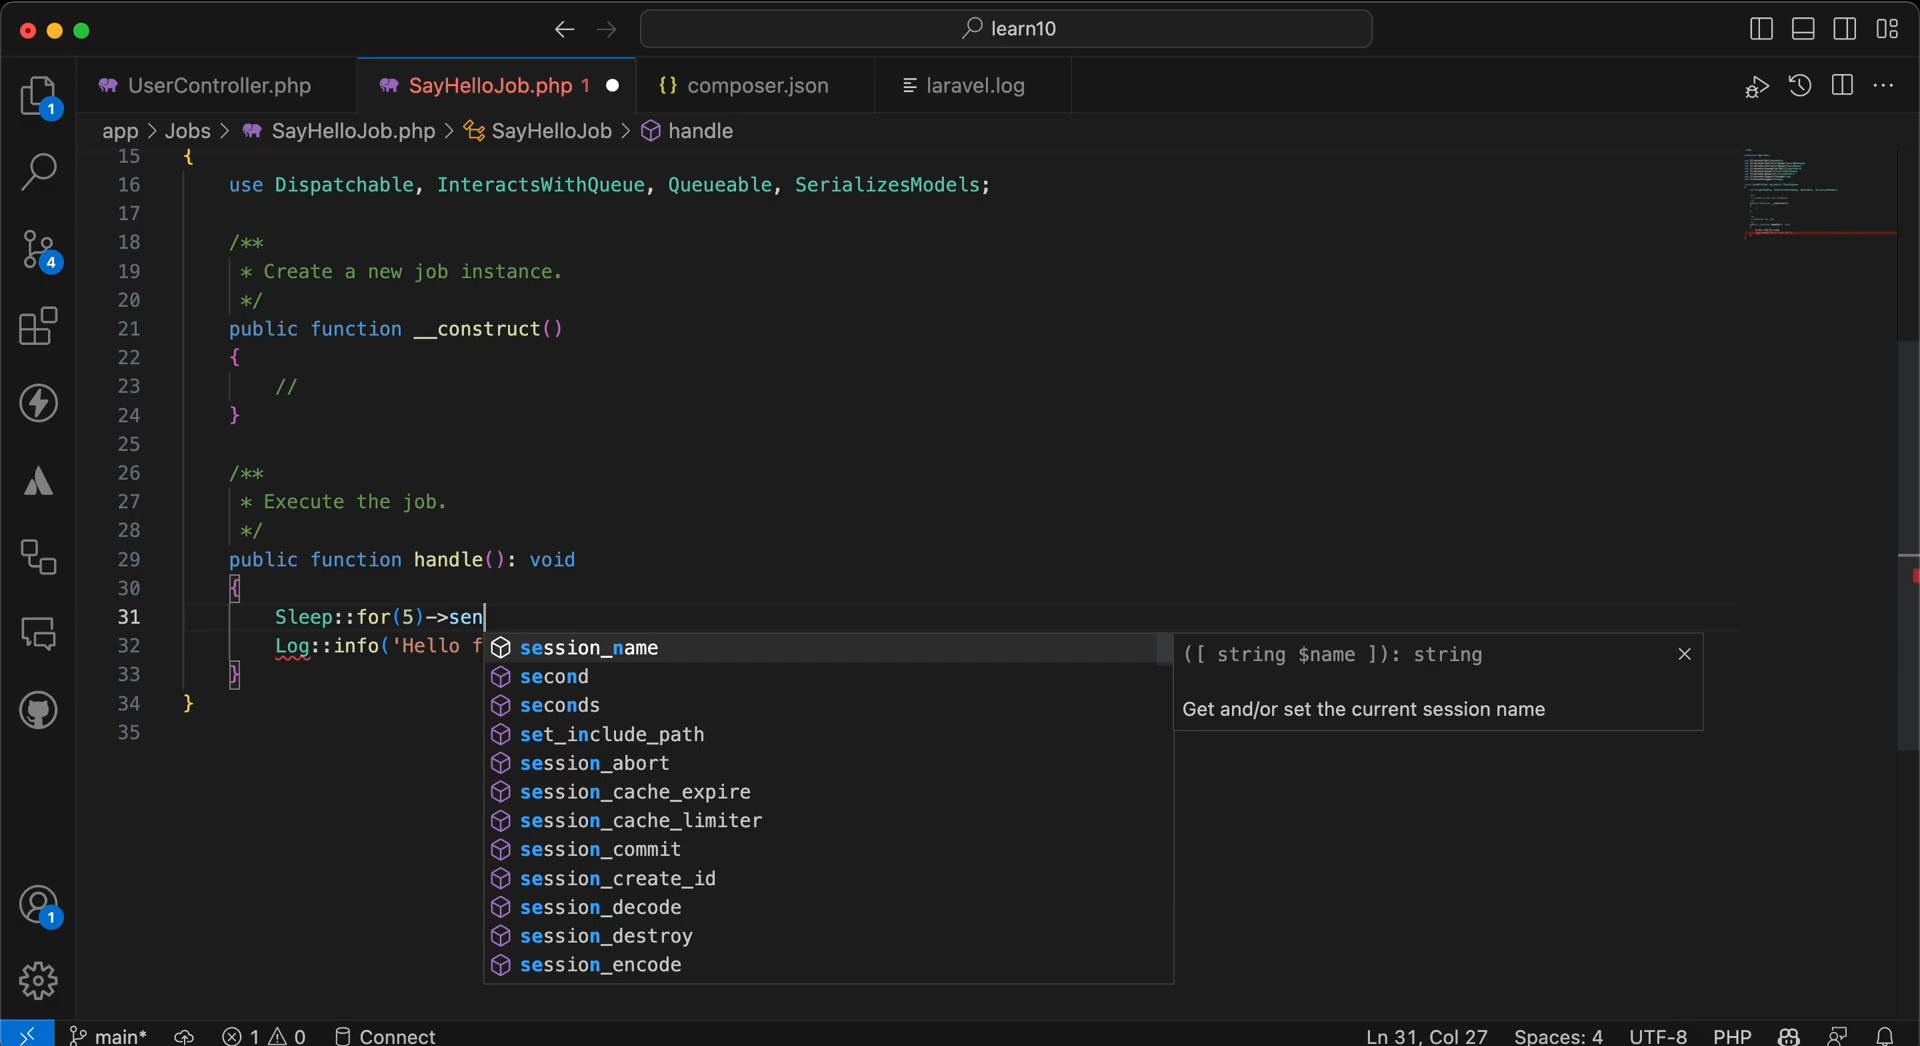 learn10
UserController.php
SayHelloJob.php 1
{} composer.json
laravel.log
1
app > Jobs > SayHelloJob.php > SayHelloJob > handle
15 {
16 use Dispatchable, InteractsWithQueue, Queueable, SerializesModels;
17
18 /**
19 * Create a new job instance.
20 */
21 public function __construct()
22 {
23 //
24 }
25
26 /**
27 * Execute the job.
28 */
29 public function handle(): void
30 {
31 Sleep::for(5)->sen
32 Log::info('Hello f
33 }
34 }
35
4
session_name
second
seconds
set_include_path
session_abort
session_cache_expire
session_cache_limiter
session_commit
session_create_id
session_decode
session_destroy
session_encode
([ string $name ]): string
Get and/or set the current session name
1
main* 1 0 Connect
Ln 31, Col 27 Spaces: 4 UTF-8 PHP